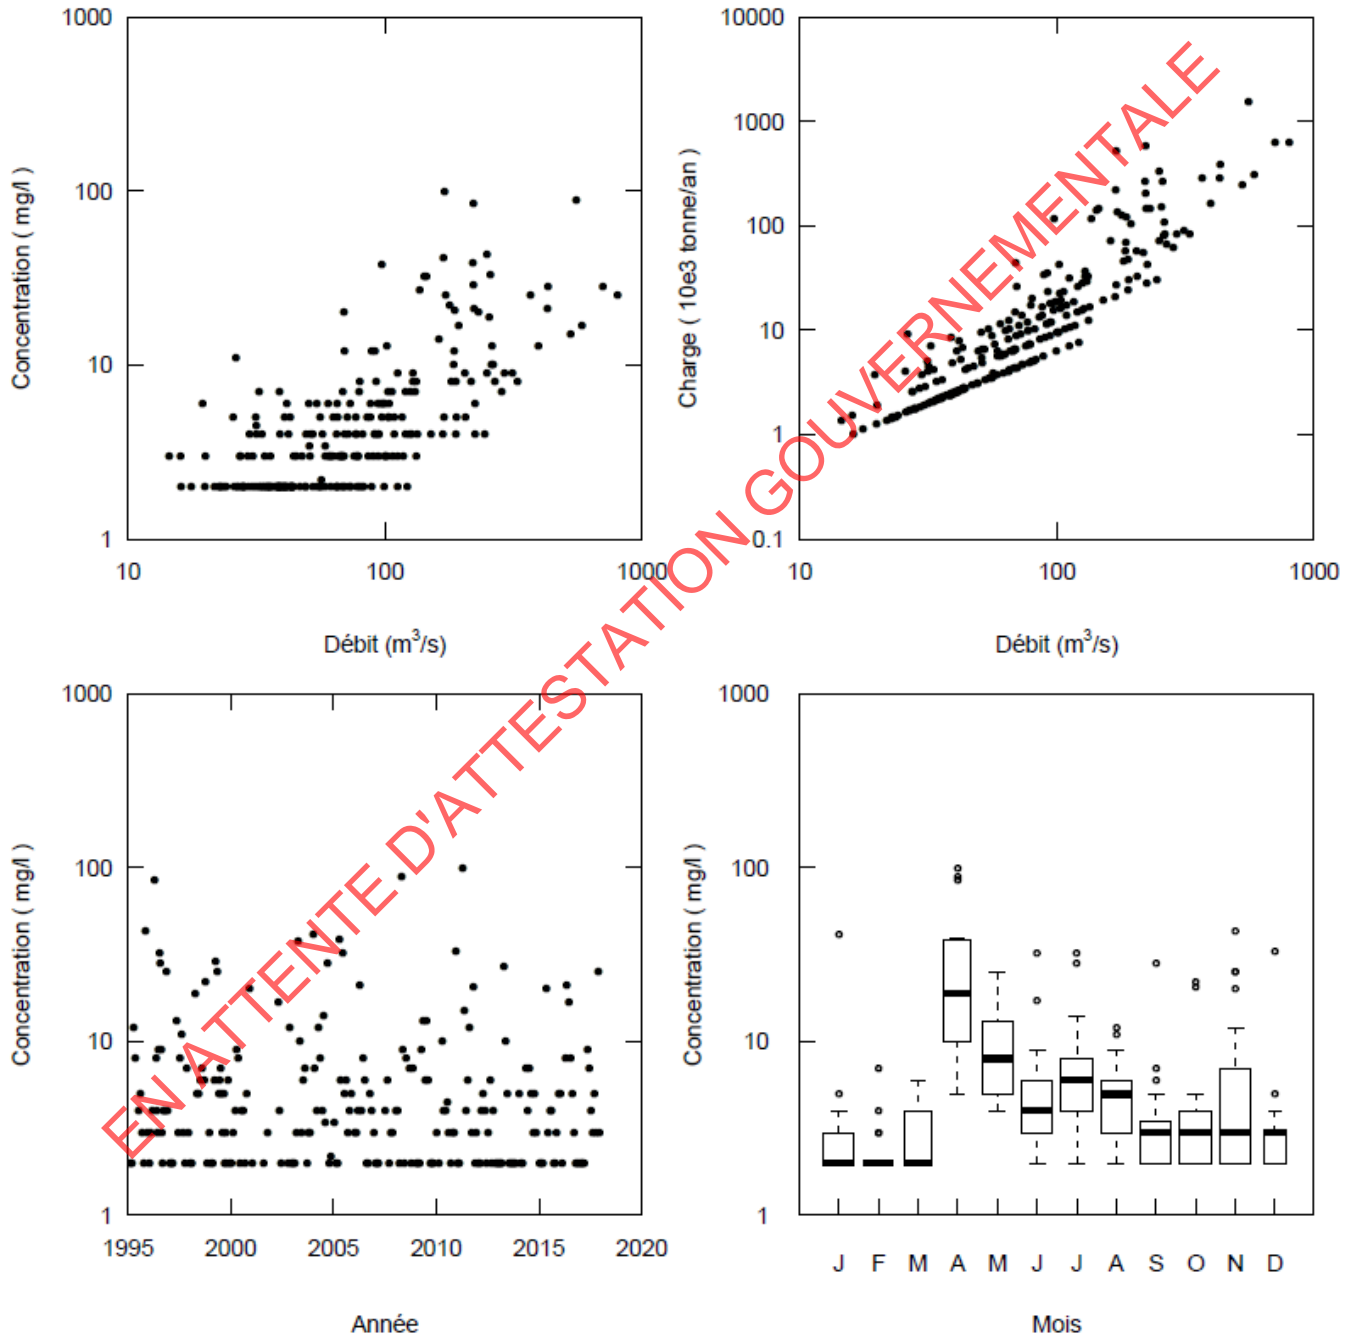 1000
100
10
1
10 100 1000
Concentration ( mg/l )
Débit (m³/s)
10000
1000
100
10
1
0.1
10 100 1000
Charge ( 10e3 tonne/an )
Débit (m³/s)
1000
100
10
1
1995 2000 2005 2010 2015 2020
Concentration ( mg/l )
Année
1000
100
10
1
J F M A M J J A S O N D
Concentration ( mg/l )
Mois
EN ATTENTE D'ATTESTATION GOUVERNEMENTALE